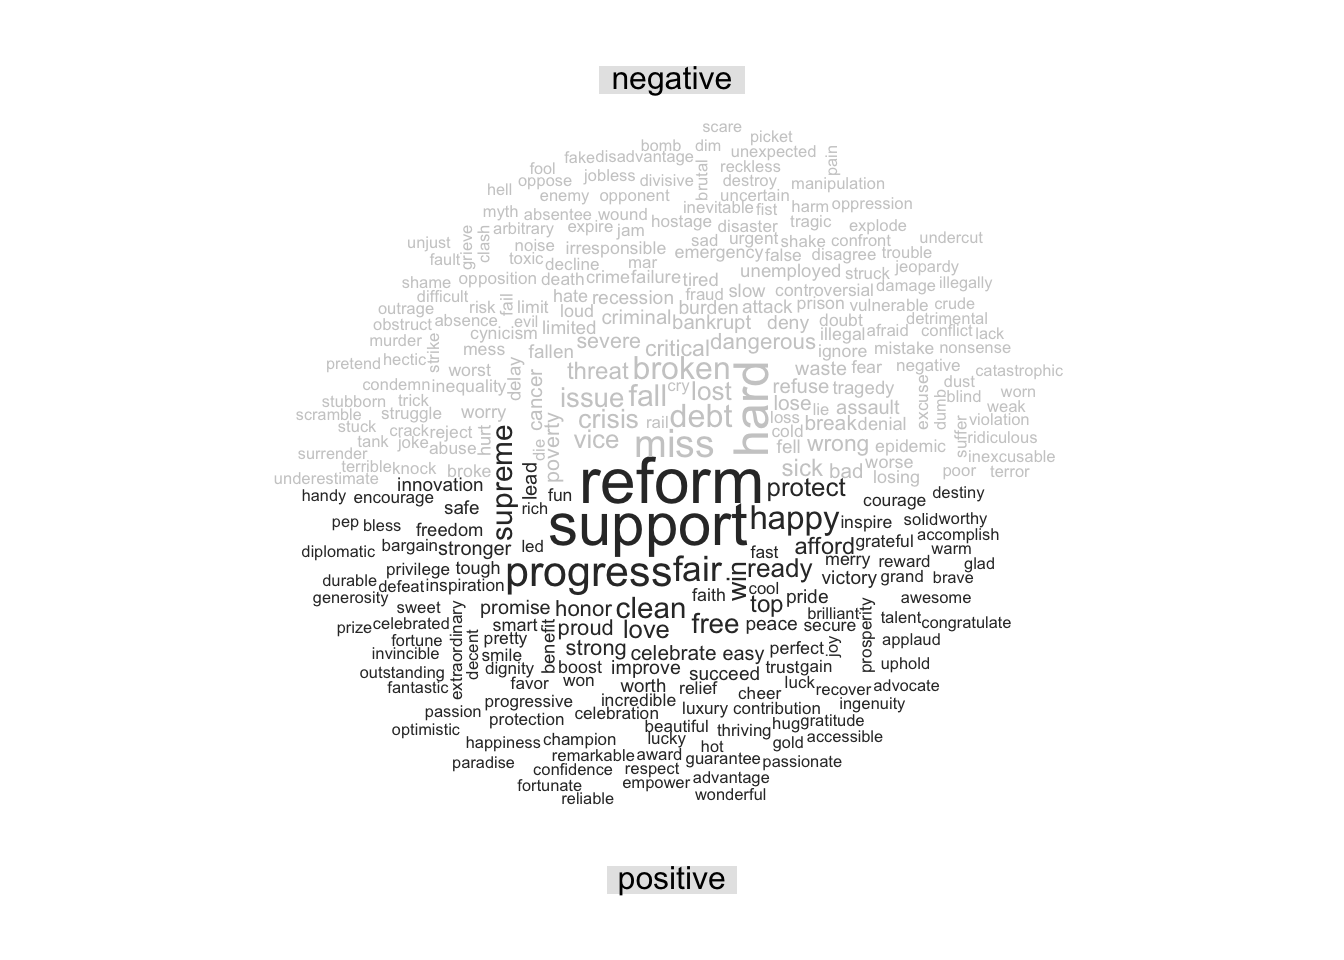 negative
scare
picket
bomb dim
unexpected
fake disadvantage
pain
fool
reckless
brutal
oppose jobless divisive destroy manipulation
hell
enemy opponent uncertain
inevitable fist harm oppression
myth absentee wound
hostage disaster tragic explode
arbitrary expire jam
grieve clash
unjust noise irresponsible sad urgent shake confront undercut
fault toxic decline mar emergency false disagree trouble
shame opposition death crime failure tired unemployed struck jeopardy
difficult hate recession fraud slow controversial damage illegally
outrage risk fail limit loud burden attack prison vulnerable crude
obstruct absence evil limited criminal bankrupt deny doubt detrimental
murder cynicism severe illegal afraid conflict lack
strike mess fallen critical dangerous ignore mistake nonsense
pretend hectic worst delay threat broken hard waste fear negative catastrophic
condemn inequality cancer issue fall cry lost refuse tragedy excuse dumb dust worn
stubborn trick lose lie assault blind weak
scramble struggle worry crisis rail debt loss break denial violation
stuck crack reject hurt die poverty vice miss cold wrong epidemic suffer ridiculous
tank joke abuse fell inexcusable
surrender sick bad worse
terrible knock broke losing poor terror
underestimate
supreme lead reform protect
innovation
handy encourage fun courage destiny
safe rich support happy inspire solid worthy
pep bless freedom
diplomatic bargain stronger led fast afford grateful accomplish
warm
privilege tough progress fair win ready merry reward glad
durable defeat inspiration cool victory grand brave
generosity faith pride awesome
sweet promise honor clean top brilliant talent
prize celebrated smart proud love free peace secure congratulate
fortune extraordinary decent pretty benefit joy prosperity applaud
invincible smile strong celebrate easy perfect
outstanding dignity boost improve succeed trust gain uphold
fantastic favor won worth relief cheer luck recover advocate
progressive incredible luxury contribution ingenuity
passion protection celebration
optimistic beautiful thriving hug gratitude
happiness champion lucky hot gold accessible
paradise remarkable award guarantee passionate
confidence respect
fortunate empower advantage
reliable wonderful
positive